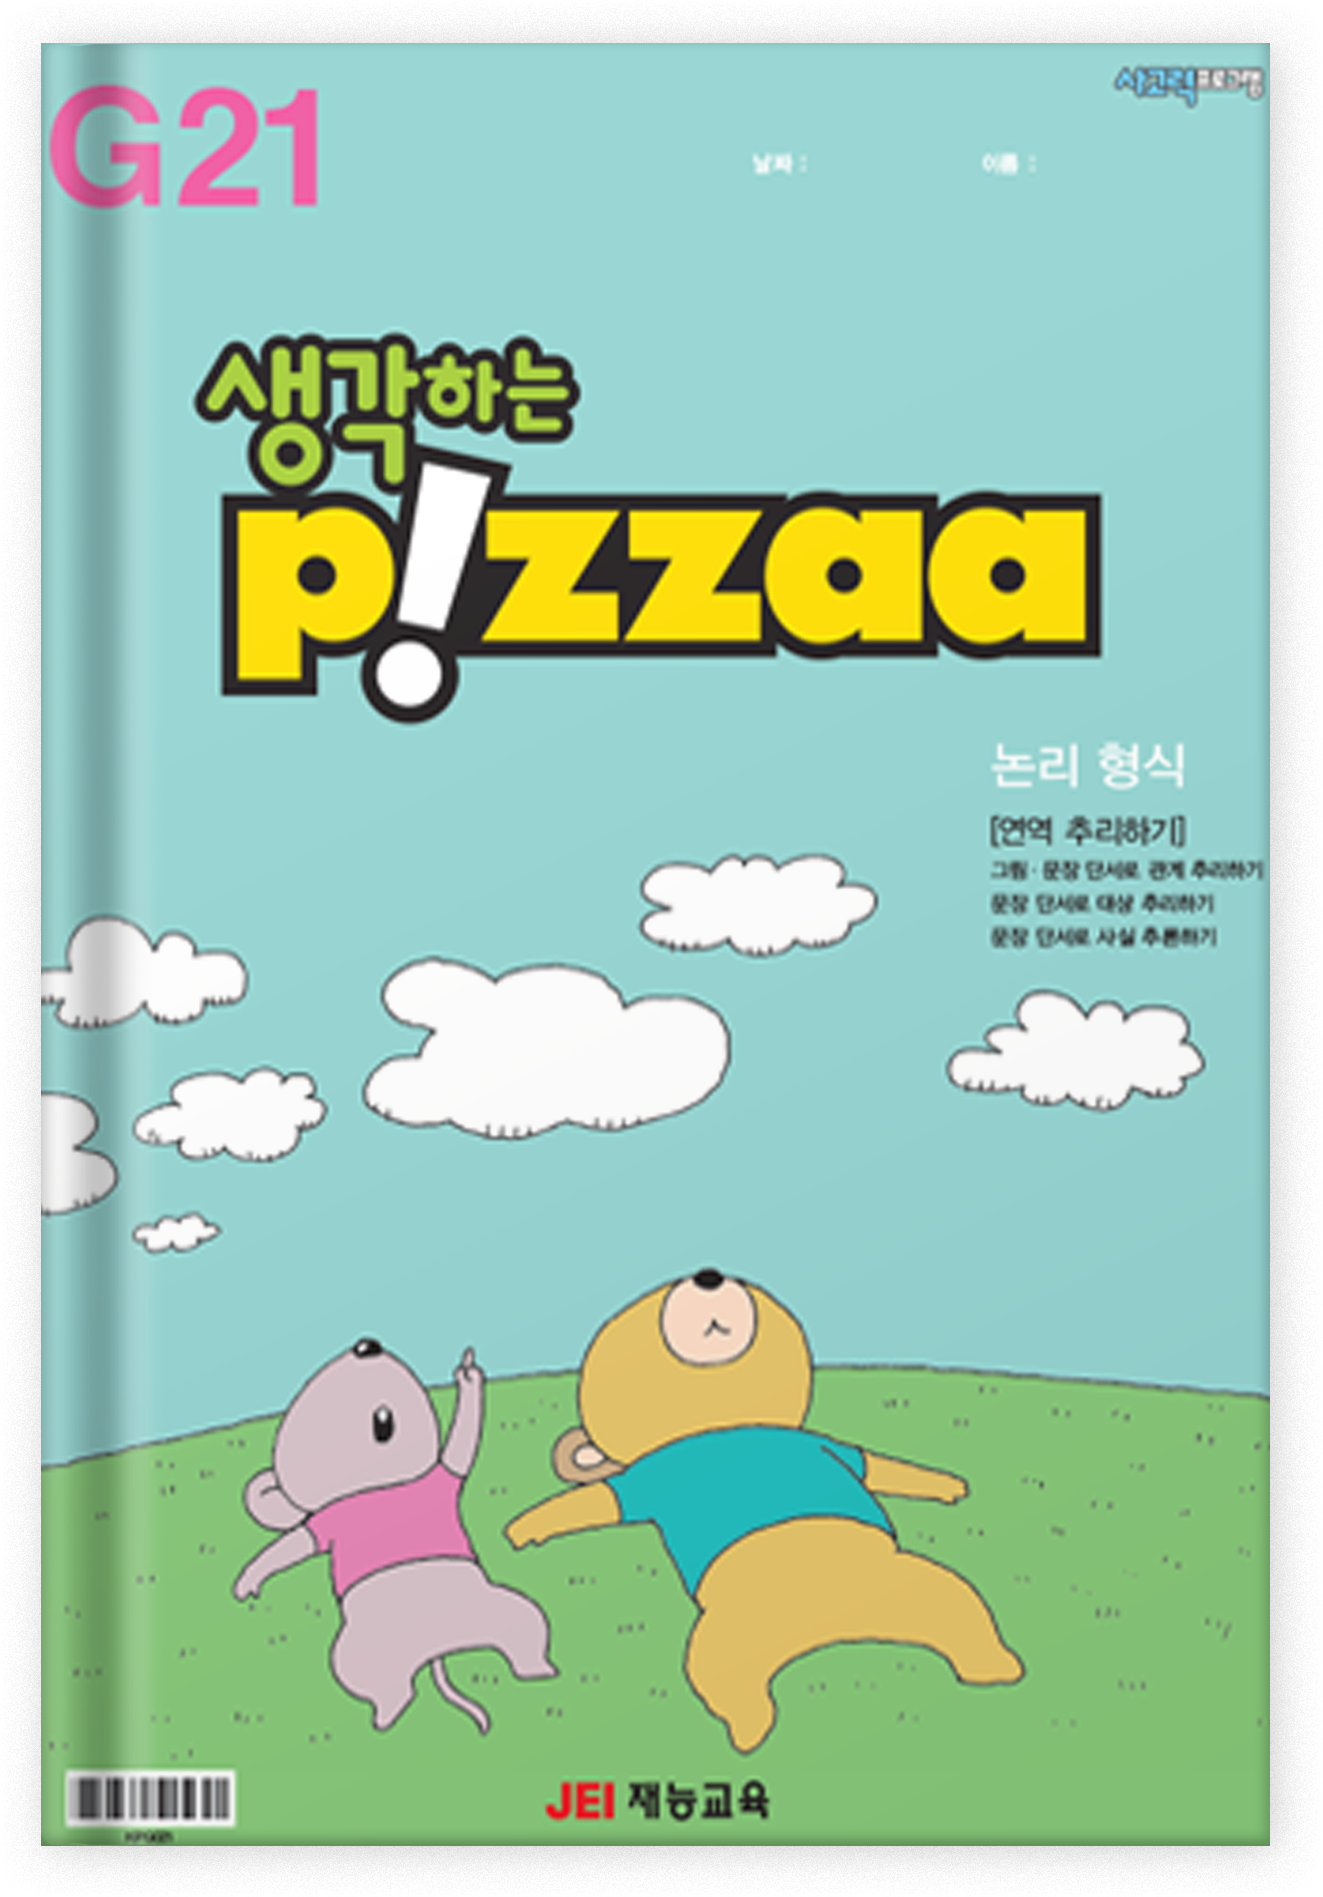 G21
사고력프로그램
날짜 : 이름 :
생각하는
p!zzaa
논리 형식
[연역 추리하기]
그림·문장 단서로 관계 추리하기
문장 단서로 대상 추리하기
문장 단서로 사실 추론하기
JEI 재능교육